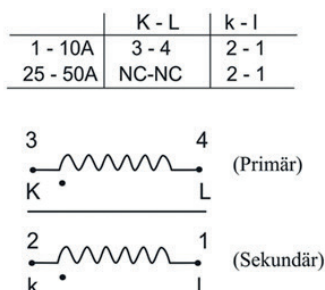 K - L k - l
1 - 10A 3 - 4 2 - 1
25 - 50A NC-NC 2 - 1
3 4
(Primär)
K L
2 1
(Sekundär)
k l